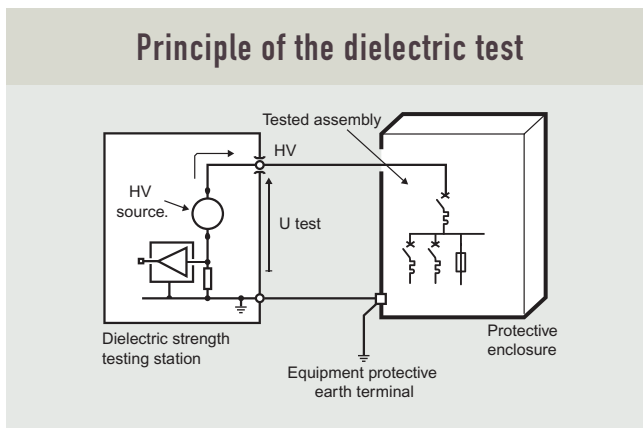 Principle of the dielectric test
Tested assembly
HV
HV
source.
U test
Dielectric strength
testing station
Protective
enclosure
Equipment protective
earth terminal